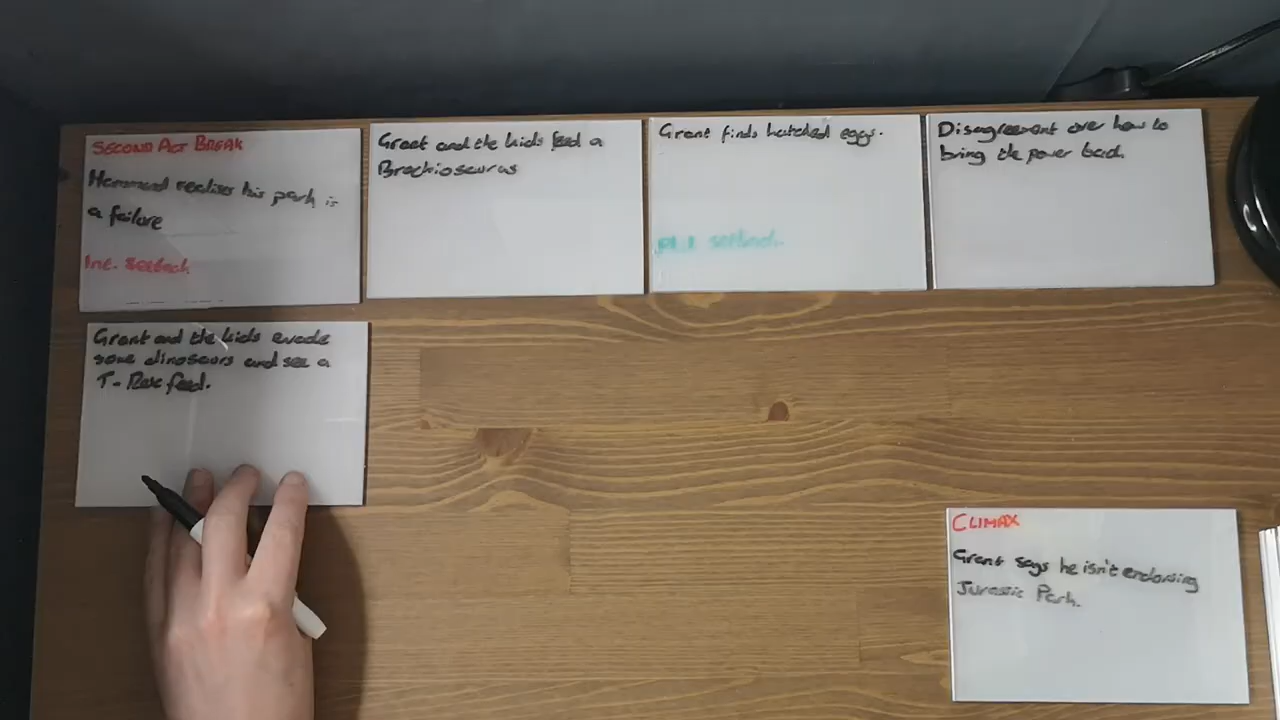 SECOND ACT BREAK
Hammond realises his park is
a failure
Int. setback
Grant and the kids feed a
Brachiosaurus
Grant finds hatched eggs.
setback
Disagreement over how to
bring the power back.
Grant and the kids evade
some dinosaurs and see a
T-Rex feed.
CLIMAX
Grant says he isn't endorsing
Jurassic Park.